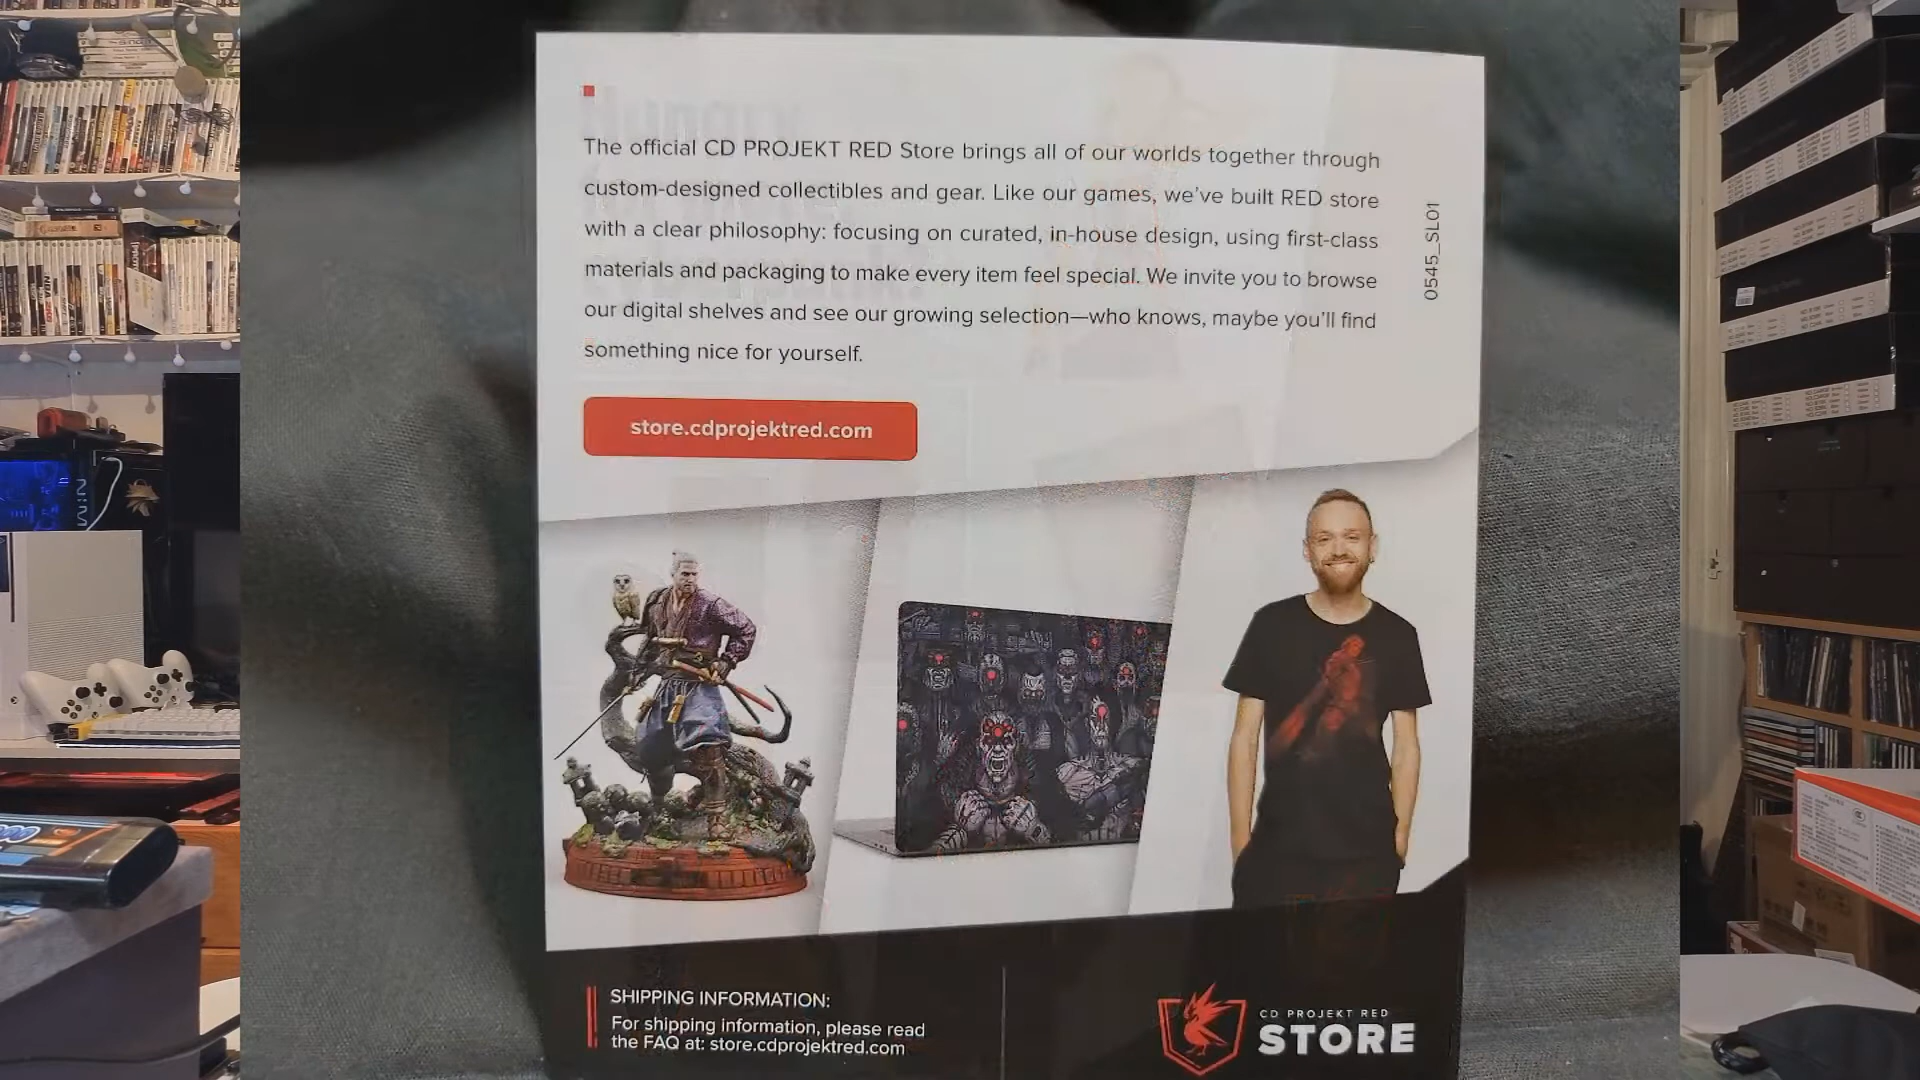 The official CD PROJEKT RED Store brings all of our worlds together through
custom-designed collectibles and gear. Like our games, we've built RED store
with a clear philosophy: focusing on curated, in-house design, using first-class
materials and packaging to make every item feel special. We invite you to browse
our digital shelves and see our growing selection—who knows, maybe you'll find
something nice for yourself.
0545_SL01
store.cdprojektred.com
SHIPPING INFORMATION:
For shipping information, please read
the FAQ at: store.cdprojektred.com
CD PROJEKT RED
STORE